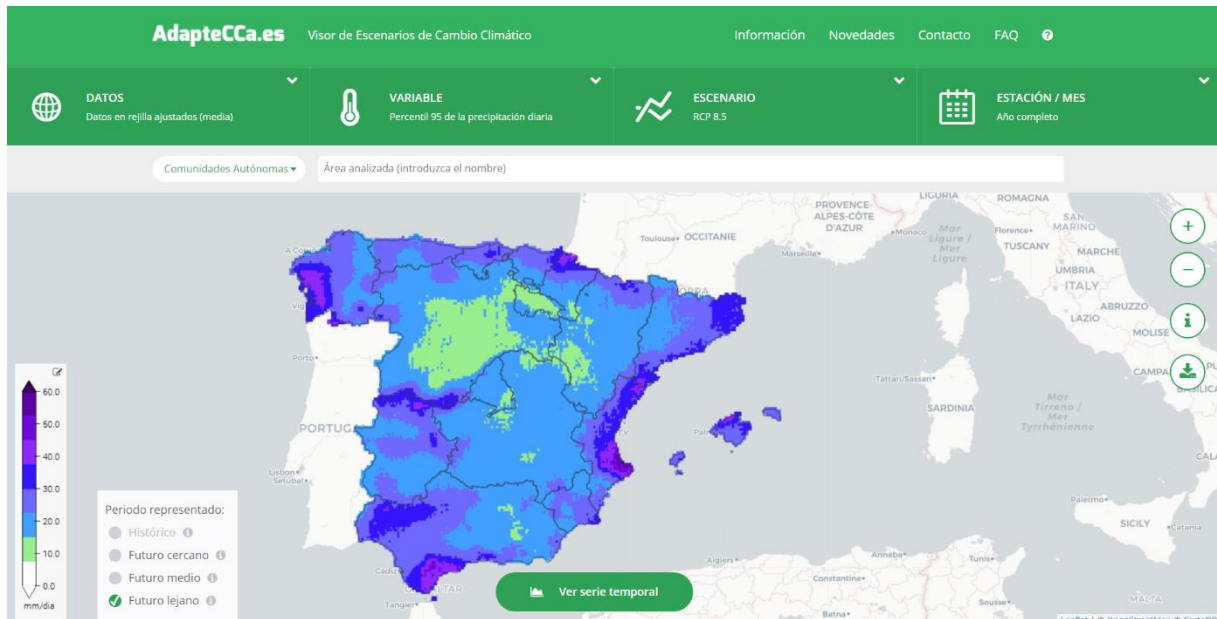 AdapteCCa.es
Visor de Escenarios de Cambio Climático
Información
Novedades
Contacto
FAQ
DATOS
Datos en rejilla ajustados (media)
VARIABLE
Percentil 95 de la precipitación diaria
ESCENARIO
RCP 8.5
ESTACIÓN / MES
Año completo
Comunidades Autónomas
Área analizada (introduzca el nombre)
LIGURIA
ROMAGNA
PROVENCE-
ALPES-CÔTE
D'AZUR
SAN
MARINO
Toulouse
OCCITANIE
Monaco
Mar
Ligure /
Mer
Ligure
Florence
TUSCANY
MARCHE
Marseille
UMBRIA
ITALY
ABRUZZO
LAZIO
MOLISE
Porto
Tattari/Sassari
SARDINIA
Mar
Tirreno /
Mer
Tyrrhénienne
Lisbon
Setúbal
Palermo
SICILY
Catania
Algiers
Annaba
Constantine
Batna
Sousse
MALTA
Tangier
60.0
50.0
40.0
30.0
20.0
10.0
0.0
mm/dia
Periodo representado:
Histórico
Futuro cercano
Futuro medio
Futuro lejano
Ver serie temporal